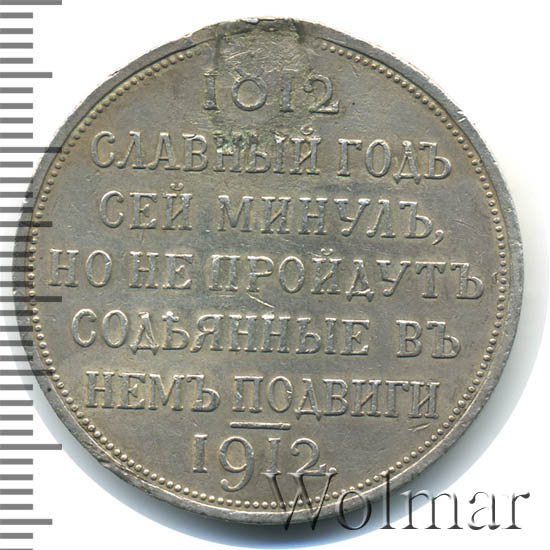 1812
СЛАВНЫЙ ГОДЪ
СЕЙ МИНУЛЪ,
НО НЕ ПРОЙДУТЪ
СОДѢЯННЫЕ ВЪ
НЕМЪ ПОДВИГИ
1912.
Wolmar